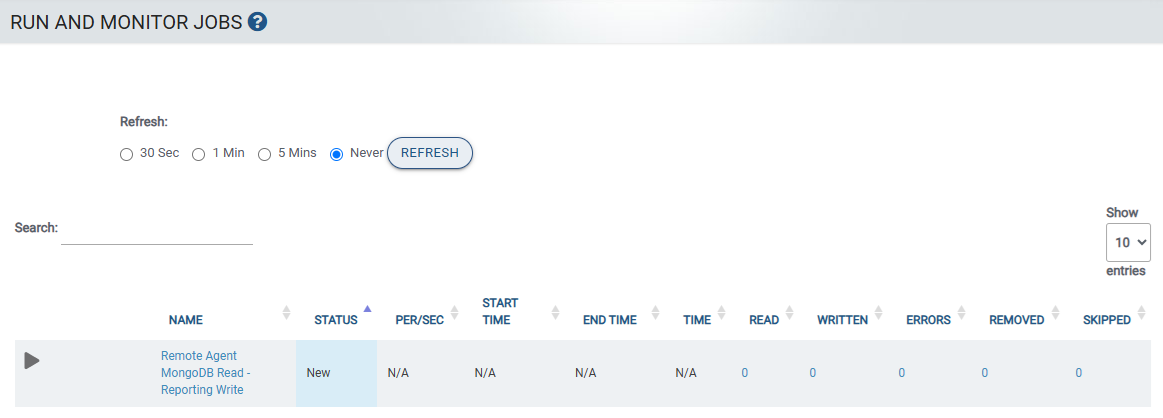 RUN AND MONITOR JOBS ?
Refresh:
30 Sec 1 Min 5 Mins Never REFRESH
Show
Search:
10
entries
START
NAME STATUS PER/SEC TIME END TIME TIME READ WRITTEN ERRORS REMOVED SKIPPED
Remote Agent
MongoDB Read - New N/A N/A N/A N/A 0 0 0 0 0
Reporting Write